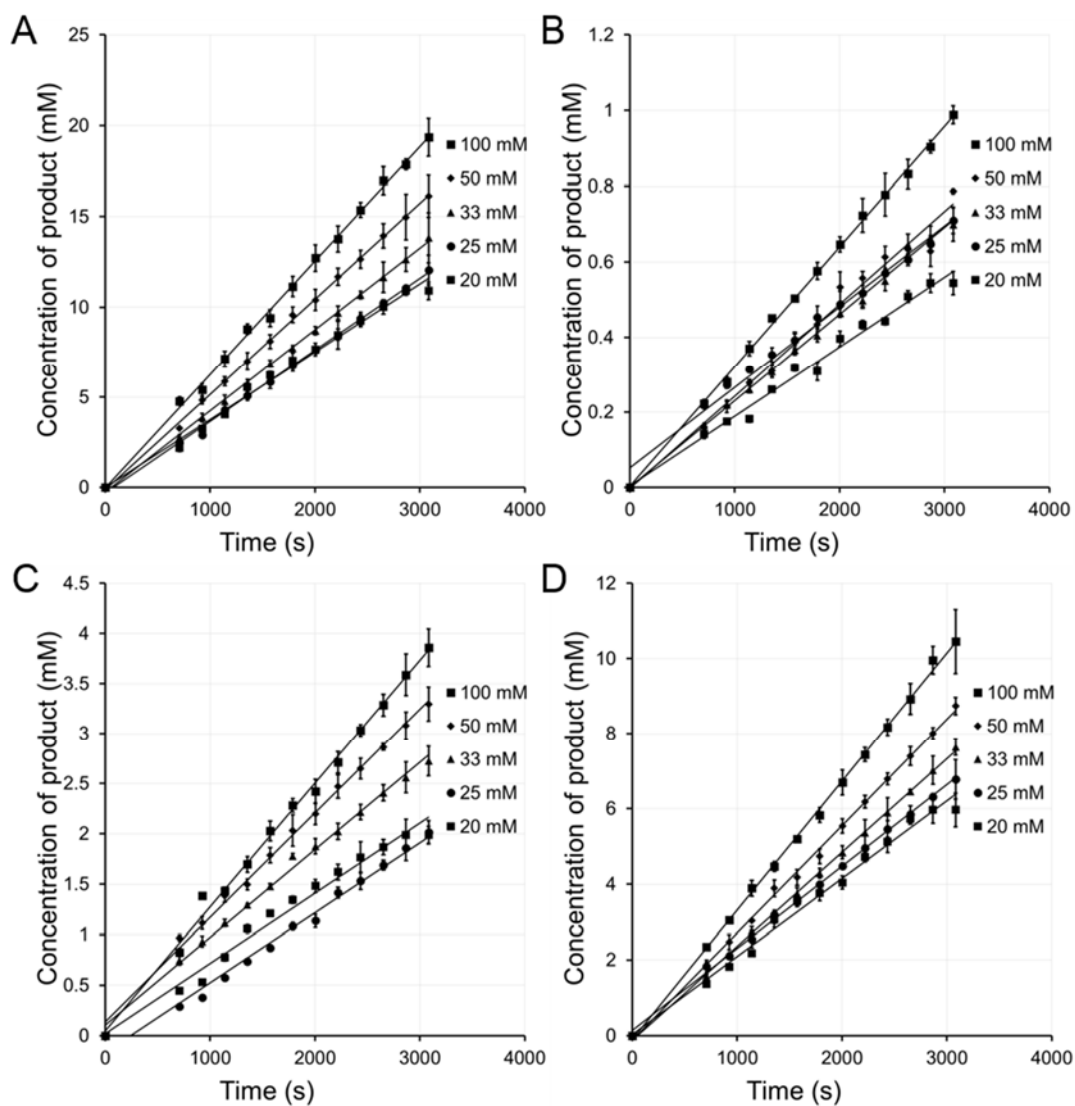 A
Concentration of product (mM)
25
20
15
10
5
0
0
1000
2000
3000
4000
Time (s)
100 mM
50 mM
33 mM
25 mM
20 mM
B
Concentration of product (mM)
1.2
1
0.8
0.6
0.4
0.2
0
0
1000
2000
3000
4000
Time (s)
100 mM
50 mM
33 mM
25 mM
20 mM
C
Concentration of product (mM)
4.5
4
3.5
3
2.5
2
1.5
1
0.5
0
0
1000
2000
3000
4000
Time (s)
100 mM
50 mM
33 mM
25 mM
20 mM
D
Concentration of product (mM)
12
10
8
6
4
2
0
0
1000
2000
3000
4000
Time (s)
100 mM
50 mM
33 mM
25 mM
20 mM